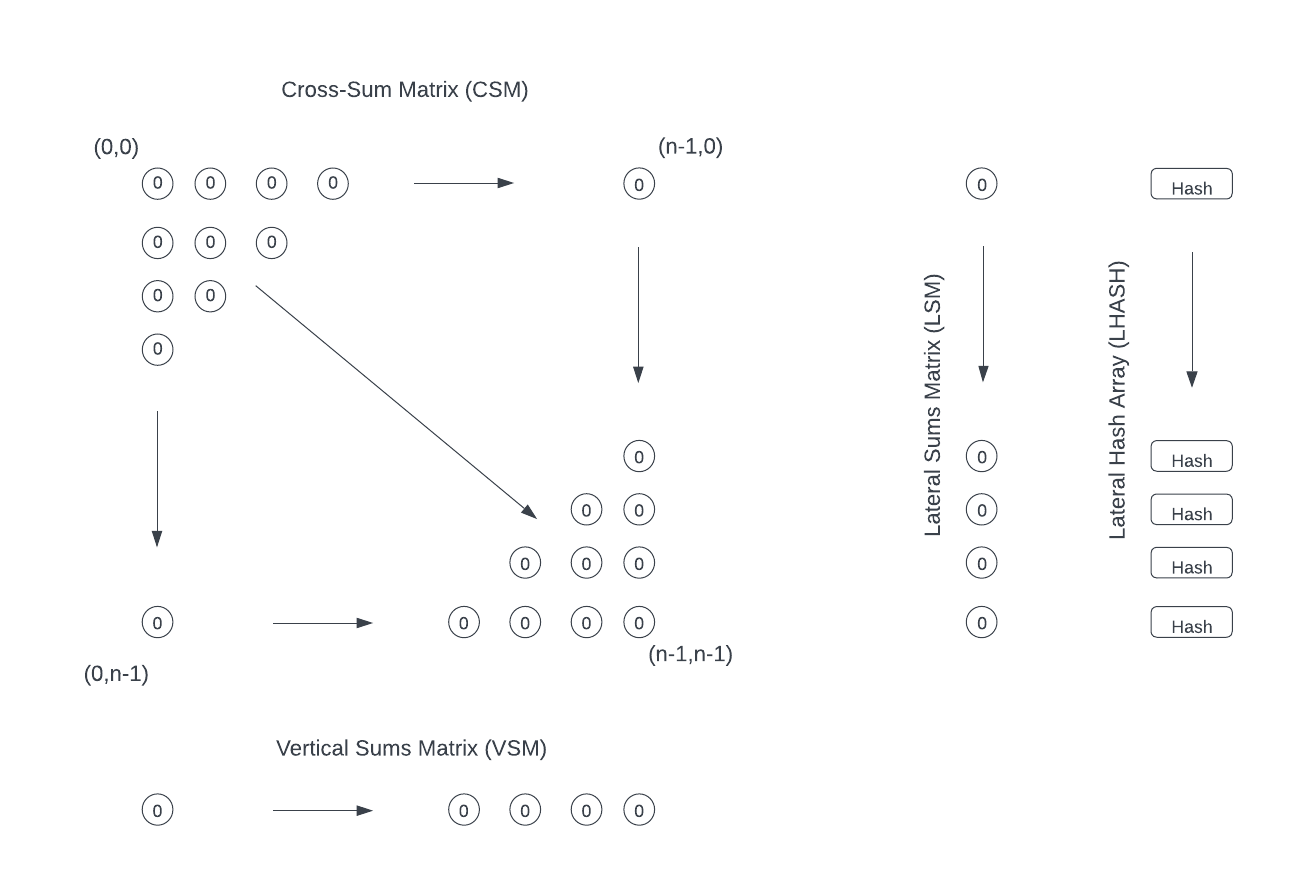 Cross-Sum Matrix (CSM)
(0,0)
(n-1,0)
0 0 0 0 0 0 Hash
0 0 0
0 0
0
Lateral Sums Matrix (LSM)
Lateral Hash Array (LHASH)
0 0 Hash
0 0 0 Hash
0 0 0 0 Hash
0 0 0 0 0 0 Hash
(n-1,n-1)
(0,n-1)
Vertical Sums Matrix (VSM)
0 0 0 0 0